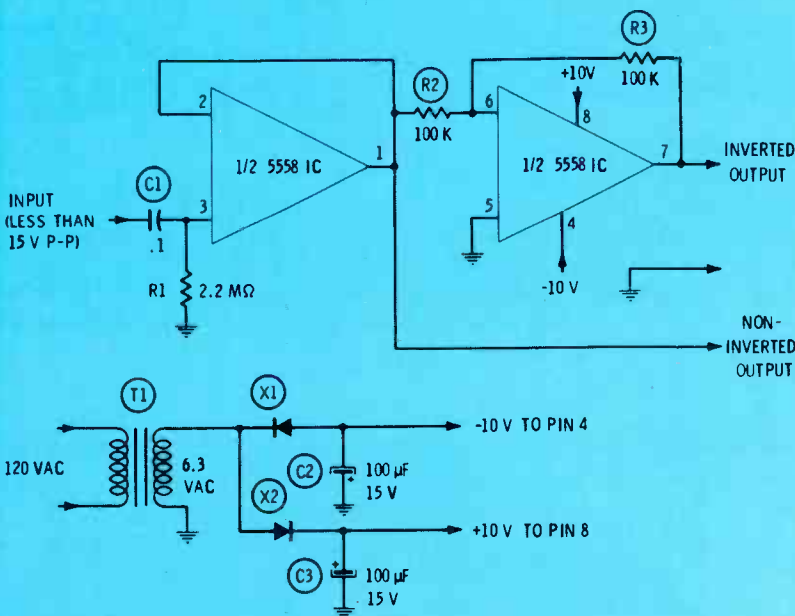 R3
100 K
+10V
R2
100 K
2
6
8
1/2 5558 IC
1
1/2 5558 IC
7
INVERTED
OUTPUT
C1
INPUT
(LESS THAN
15 V P-P)
.1
3
5
4
-10 V
R1
2.2 MΩ
NON-
INVERTED
OUTPUT
T1
X1
-10 V TO PIN 4
120 VAC
6.3
VAC
C2
+
100 µF
15 V
X2
+10 V TO PIN 8
C3
+
100 µF
15 V